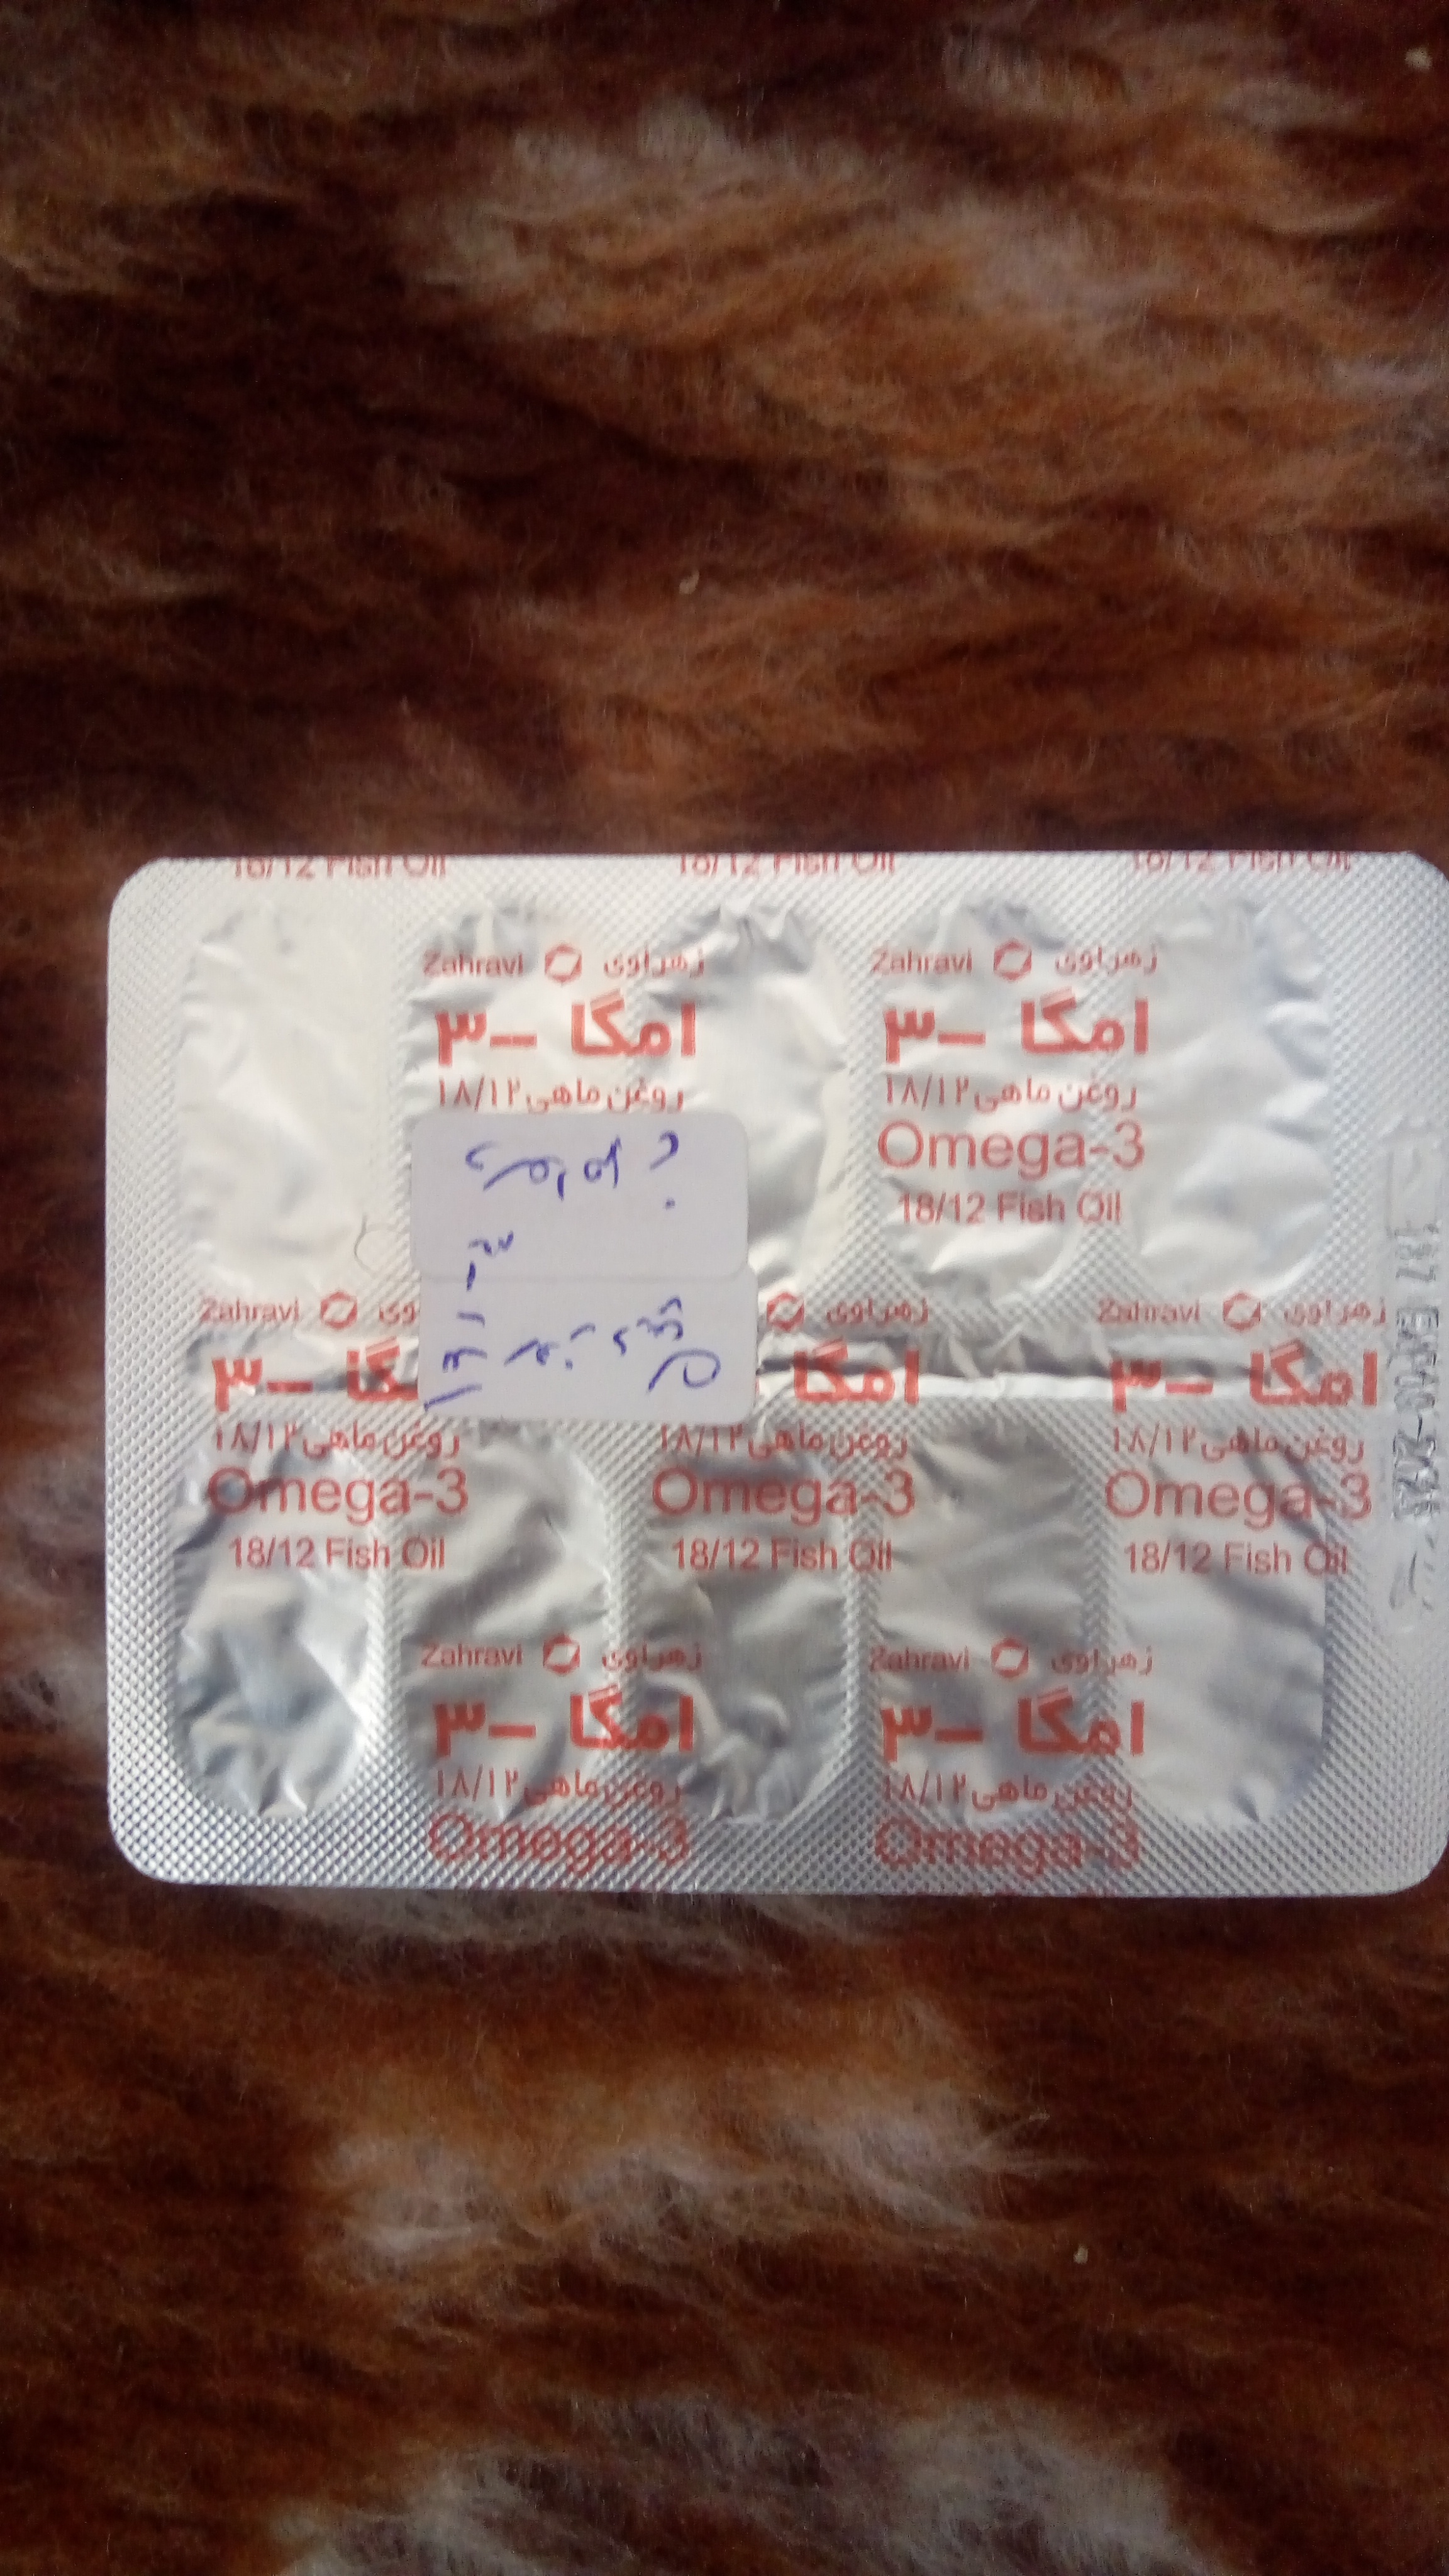 18/12 Fish Oil 18/12 Fish Oil 18/12 Fish Oil
Zahravi زهراوی Zahravi زهراوی
امگا -۳ امگا -۳
روغن ماهی ۱۸/۱۲ روغن ماهی ۱۸/۱۲
Omega-3
18/12 Fish Oil
Zahravi زهراوی Zahravi زهراوی
امگا -۳ امگا
روغن ماهی ۱۸/۱۲ روغن ماهی ۱۸/۱۲ روغن ماهی ۱۸/۱۲
Omega-3 Omega-3 Omega-3
18/12 Fish Oil 18/12 Fish Oil 18/12 Fish Oil
Zahravi زهراوی Zahravi زهراوی
امگا -۳ امگا -۳
روغن ماهی ۱۸/۱۲ روغن ماهی ۱۸/۱۲
Omega-3 Omega-3